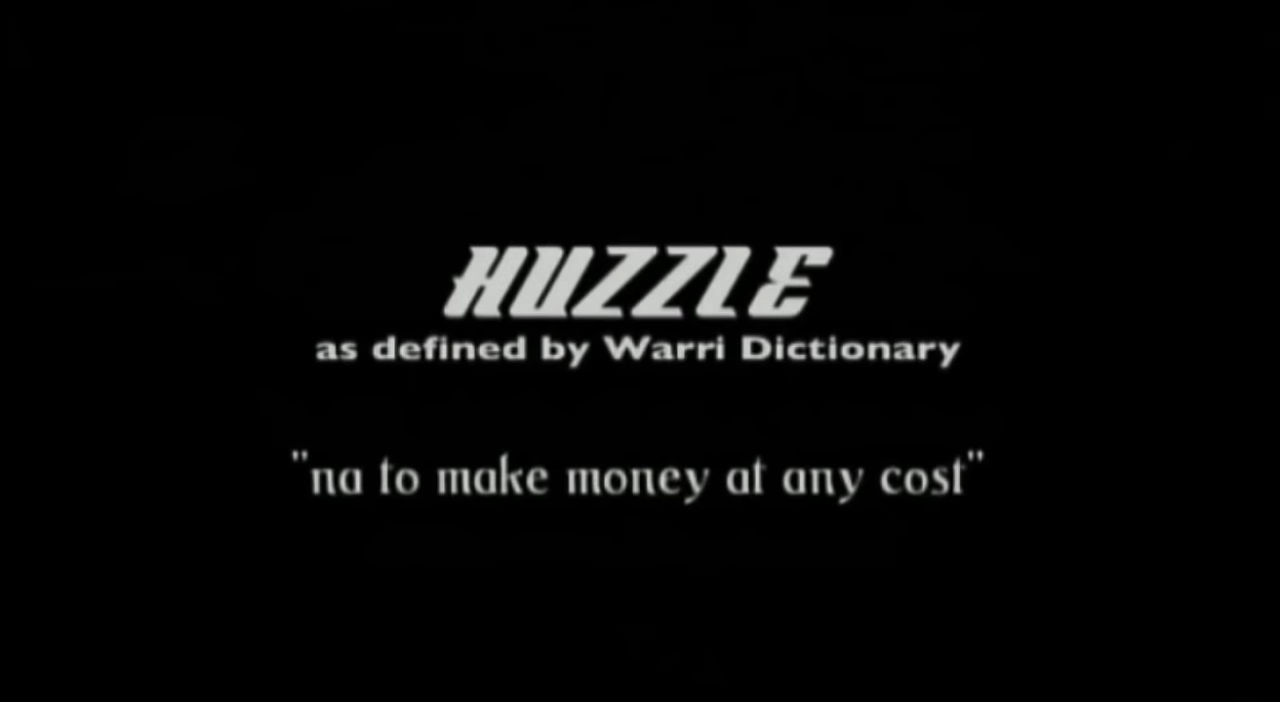 HUZZLE
as defined by Warri Dictionary
"na to make money at any cost"